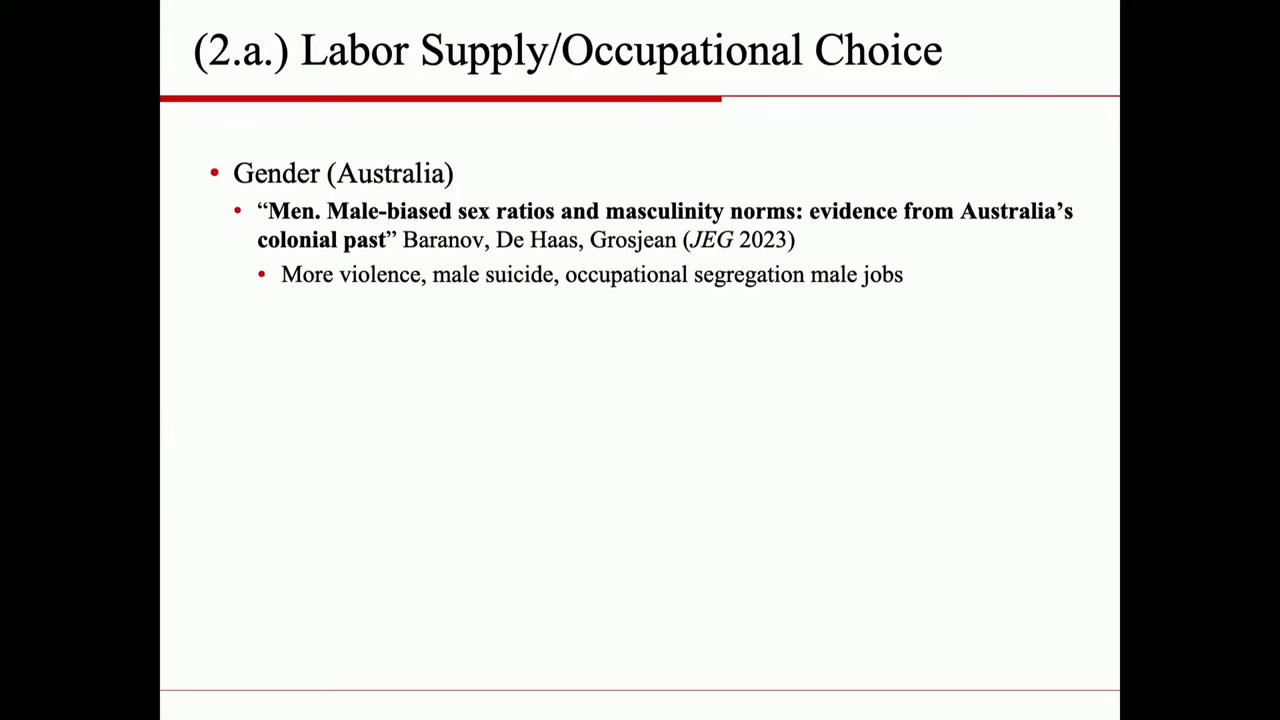 (2.a.) Labor Supply/Occupational Choice
• Gender (Australia)
• “Men. Male-biased sex ratios and masculinity norms: evidence from Australia’s
colonial past” Baranov, De Haas, Grosjean (JEG 2023)
• More violence, male suicide, occupational segregation male jobs